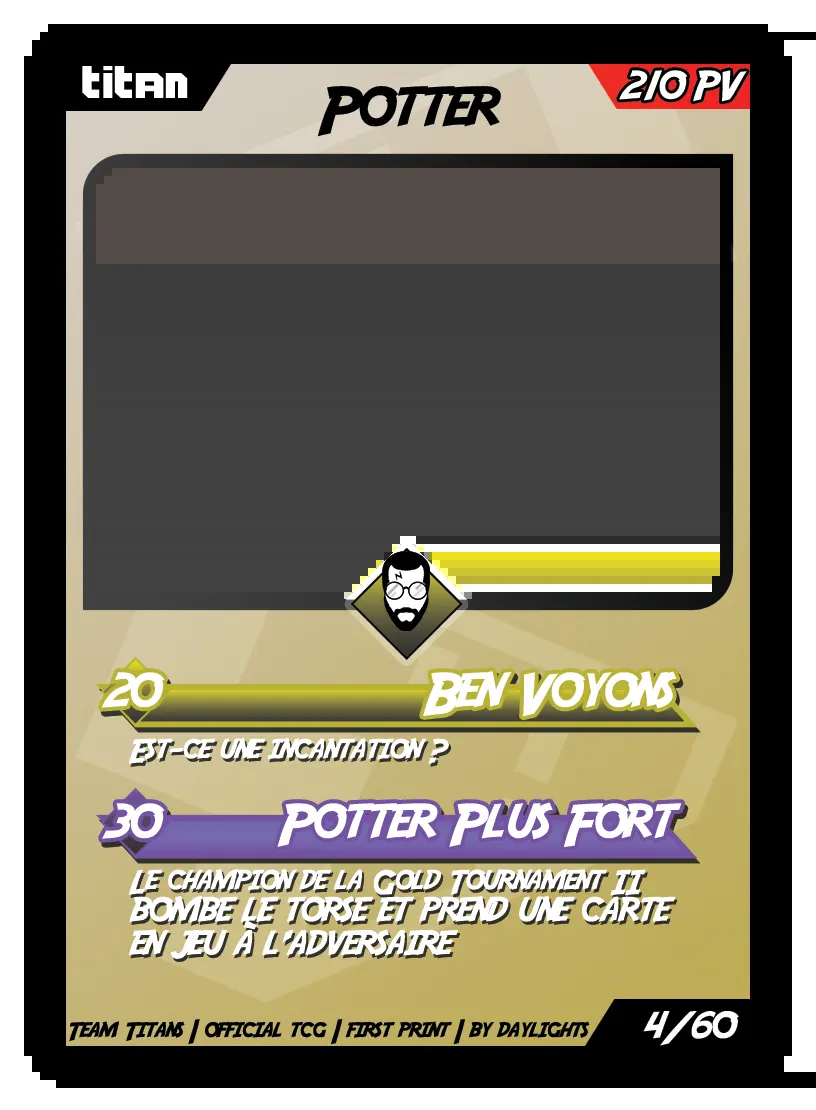 titan
POTTER
210 PV
20
BEN VOYONS
EST-CE UNE INCANTATION ?
30
POTTER PLUS FORT
LE CHAMPION DE LA GOLD TOURNAMENT II
BOMBE LE TORSE ET PREND UNE CARTE
EN JEU À L'ADVERSAIRE
TEAM TITANS | OFFICIAL TCG | FIRST PRINT | BY DAYLIGHTS
4/60